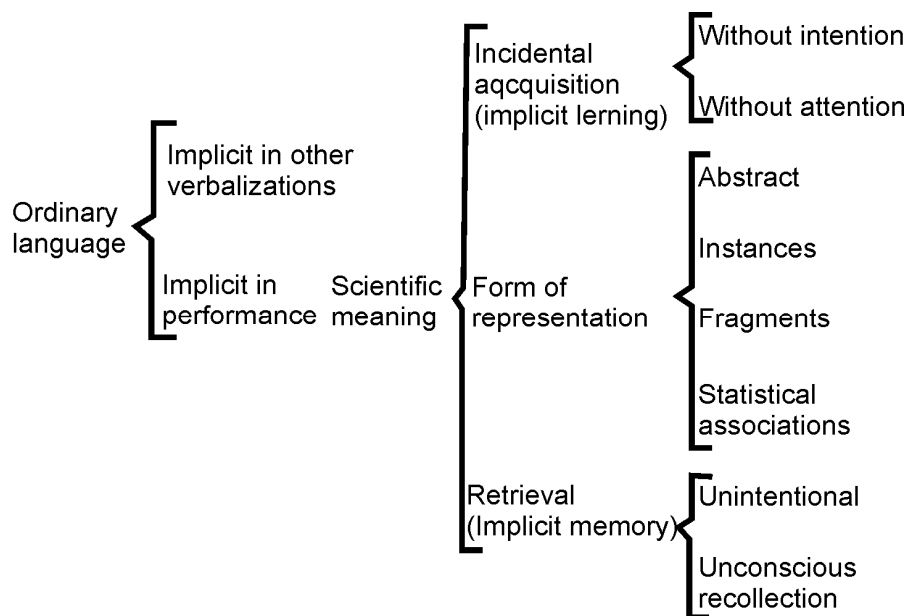 Ordinary
language
Implicit in other
verbalizations
Implicit in
performance
Scientific
meaning
Incidental
aqcquisition
(implicit lerning)
Without intention
Without attention
Form of
representation
Abstract
Instances
Fragments
Statistical
associations
Retrieval
(Implicit memory)
Unintentional
Unconscious
recollection